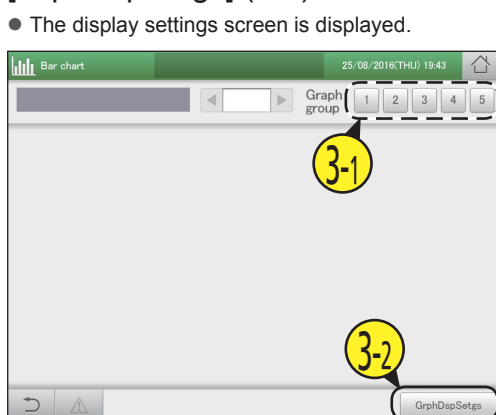 ● The display settings screen is displayed.
Bar chart
25/08/2016(THU) 19:43
Graph
group
1 2 3 4 5
3-1
3-2
GrphDspSetgs